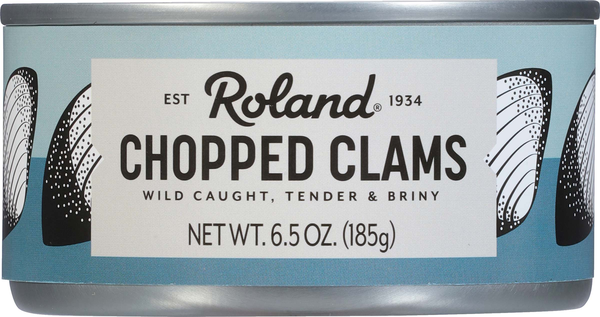 EST Roland® 1934
CHOPPED CLAMS
WILD CAUGHT, TENDER & BRINY
NET WT. 6.5 OZ. (185g)